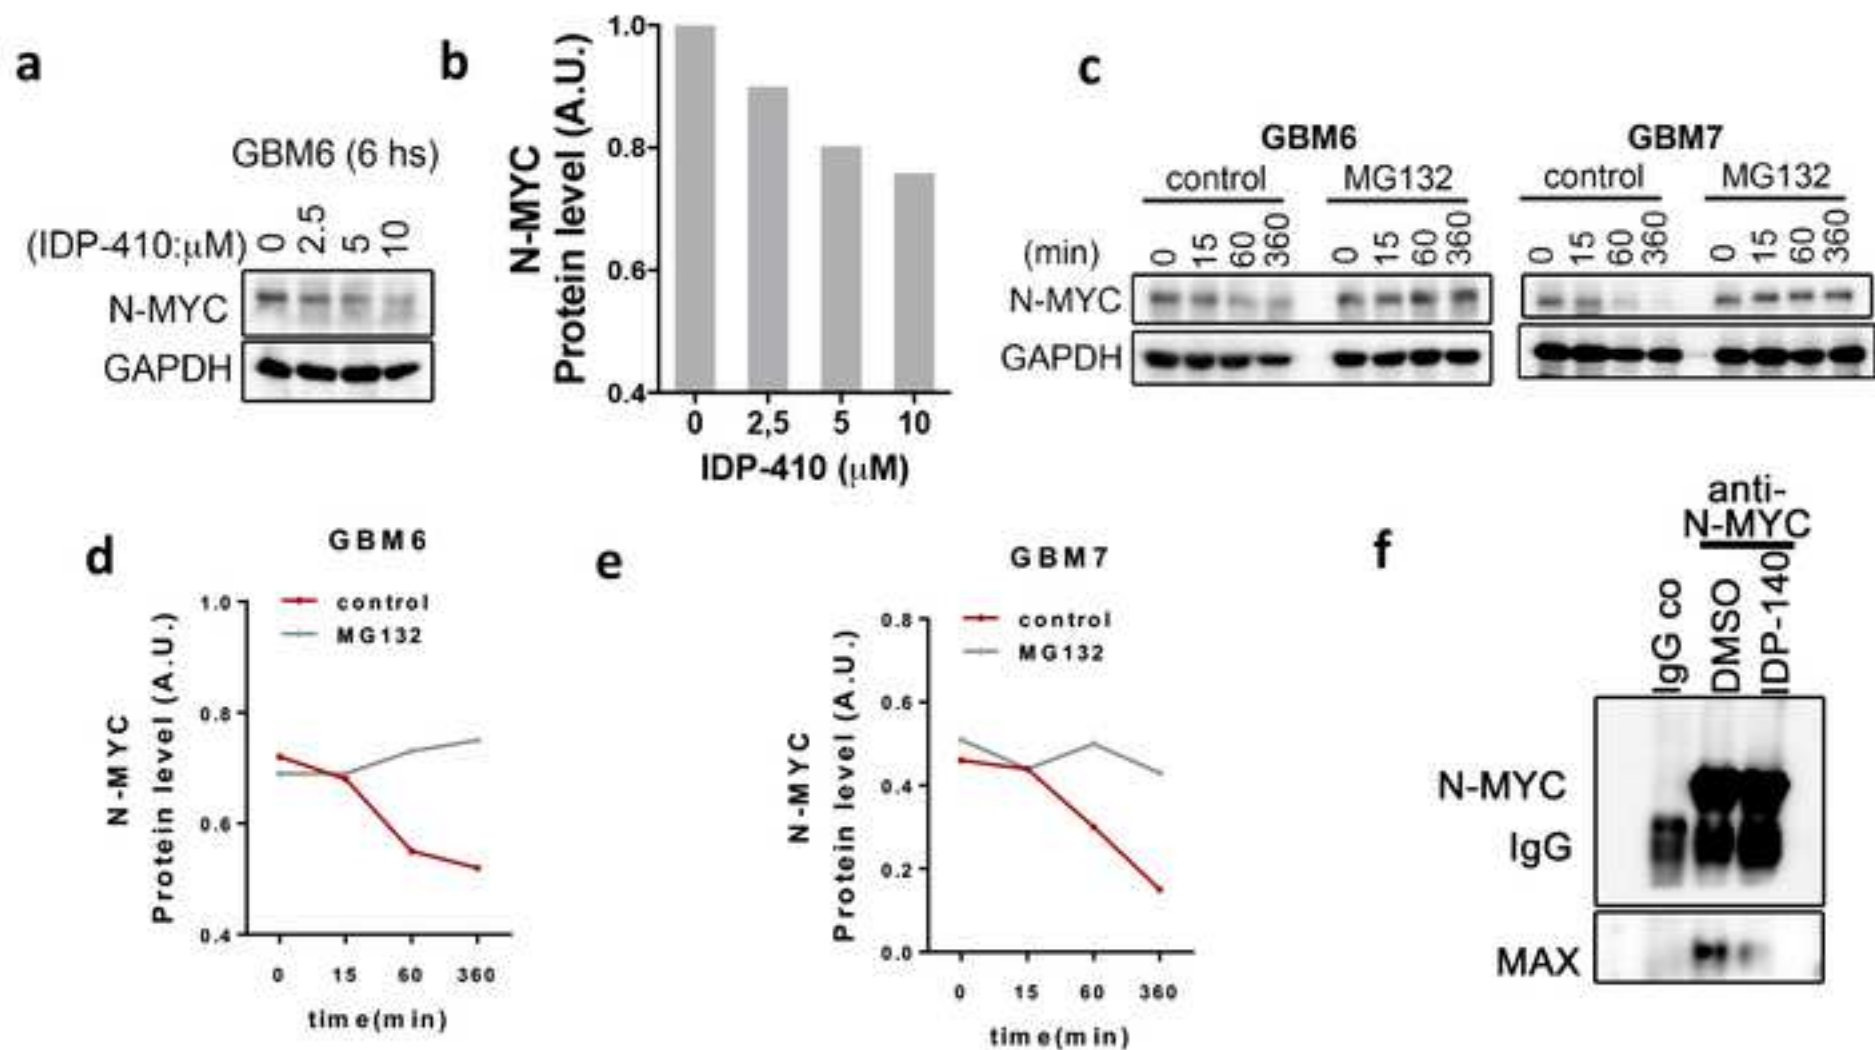 a
GBM6 (6 hs)
(IDP-410:μM) 0 2.5 5 10
N-MYC
GAPDH
b
N-MYC
Protein level (A.U.)
1.0
0.8
0.6
0.4
0 2,5 5 10
IDP-410 (μM)
c
GBM6 GBM7
control MG132 control MG132
(min) 0 15 60 360 0 15 60 360 0 15 60 360 0 15 60 360
N-MYC
GAPDH
d
GBM6
control
MG132
N-MYC
Protein level (A.U.)
1.0
0.8
0.6
0.4
0 15 60 360
time(min)
e
GBM7
control
MG132
N-MYC
Protein level (A.U.)
0.8
0.6
0.4
0.2
0.0
0 15 60 360
time(min)
f
anti-
N-MYC
IgG co DMSO IDP-140
N-MYC
IgG
MAX